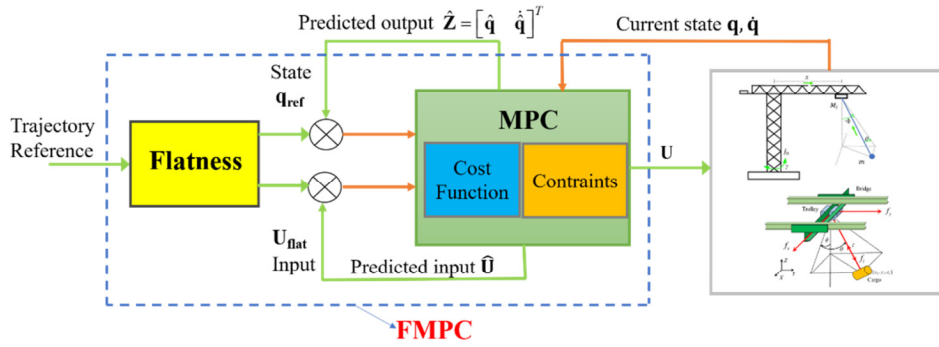 Predicted output Ẑ = [q̂ q̂̇]ᵀ
Current state q, q̇
State
q_ref
Trajectory
Reference
Flatness
MPC
Cost
Function
Contraints
U
U_flat
Input
Predicted input Û
FMPC
x
M_t
m
Bridge
Trolley
Z
X
Cargo